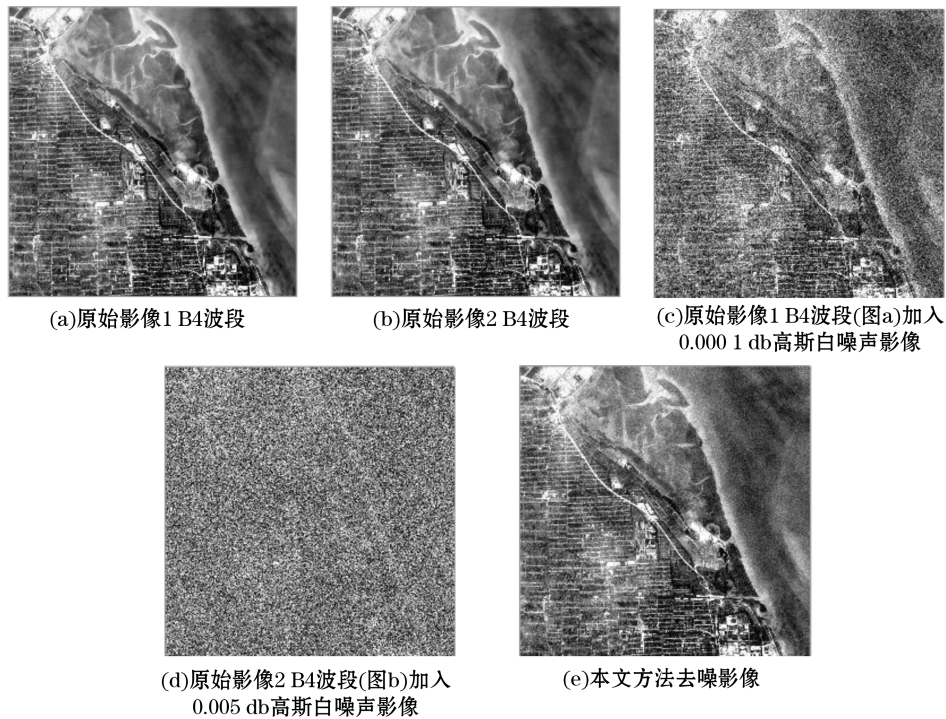 (a)原始影像1 B4波段
(b)原始影像2 B4波段
(c)原始影像1 B4波段(图a)加入
0.000 1 db高斯白噪声影像
(d)原始影像2 B4波段(图b)加入
0.005 db高斯白噪声影像
(e)本文方法去噪影像